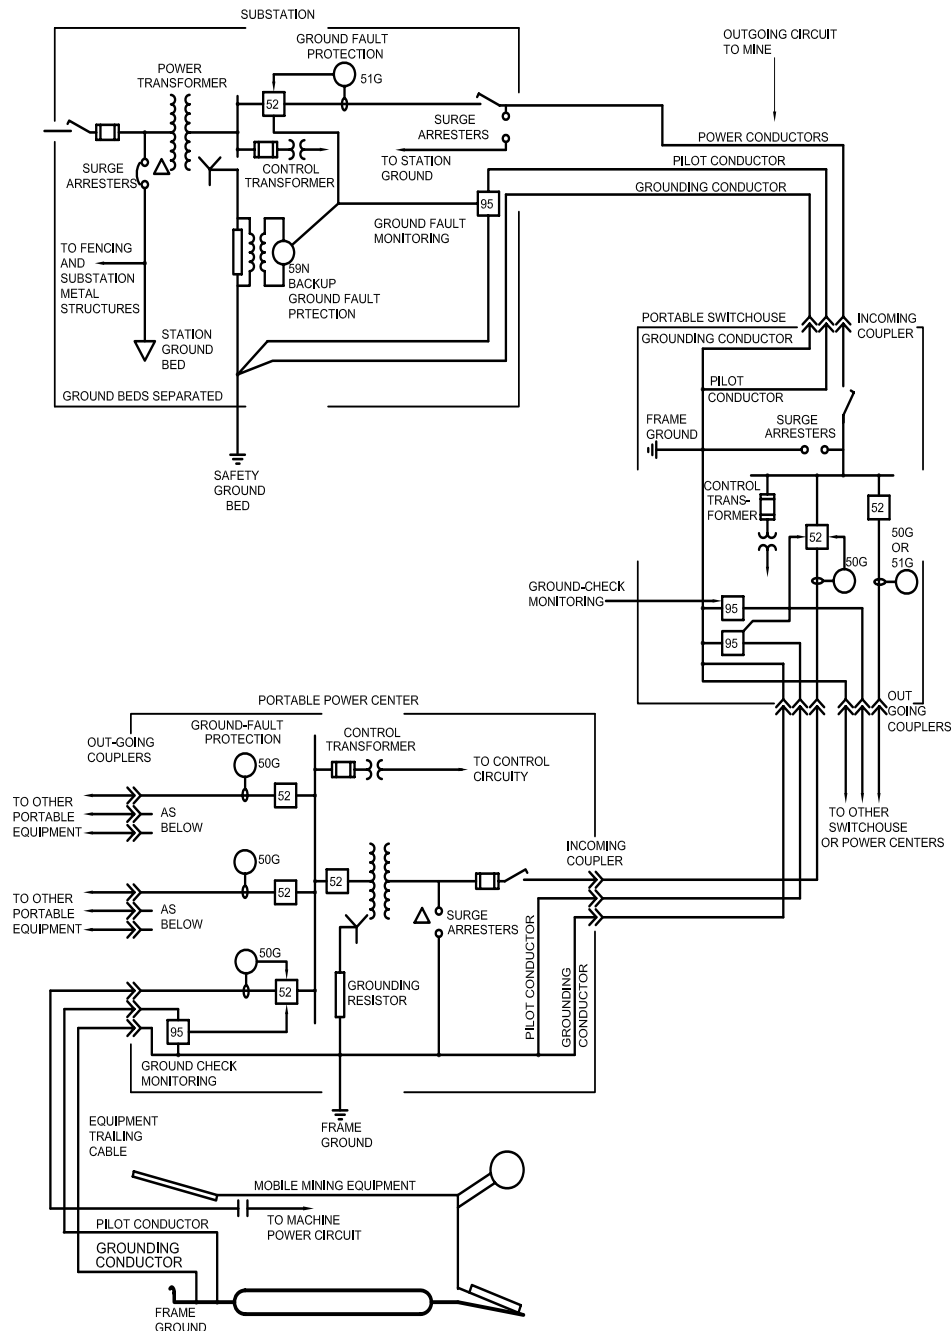 SUBSTATION
GROUND FAULT
PROTECTION
51G
OUTGOING CIRCUIT
TO MINE
POWER
TRANSFORMER
52
SURGE
ARRESTERS
POWER CONDUCTORS
SURGE
ARRESTERS
CONTROL
TRANSFORMER
TO STATION
GROUND
PILOT CONDUCTOR
GROUNDING CONDUCTOR
95
GROUND FAULT
MONITORING
TO FENCING
AND
SUBSTATION
METAL
STRUCTURES
59N
BACKUP
GROUND FAULT
PRTECTION
STATION
GROUND
BED
GROUND BEDS SEPARATED
SAFETY
GROUND
BED
PORTABLE SWITCHOUSE
INCOMING
COUPLER
GROUNDING CONDUCTOR
PILOT
CONDUCTOR
FRAME
GROUND
SURGE
ARRESTERS
CONTROL
TRANS-
FORMER
52
52
50G
OR
51G
50G
GROUND-CHECK
MONITORING
95
95
OUT
GOING
COUPLERS
TO OTHER
SWITCHOUSE
OR POWER CENTERS
PORTABLE POWER CENTER
OUT-GOING
COUPLERS
GROUND-FAULT
PROTECTION
CONTROL
TRANSFORMER
50G
TO CONTROL
CIRCUITY
52
TO OTHER
PORTABLE
EQUIPMENT
AS
BELOW
50G
52
52
INCOMING
COUPLER
TO OTHER
PORTABLE
EQUIPMENT
AS
BELOW
SURGE
ARRESTERS
50G
52
GROUNDING
RESISTOR
PILOT CONDUCTOR
GROUNDING
CONDUCTOR
95
GROUND CHECK
MONITORING
FRAME
GROUND
EQUIPMENT
TRAILING
CABLE
MOBILE MINING EQUIPMENT
TO MACHINE
POWER CIRCUIT
PILOT CONDUCTOR
GROUNDING
CONDUCTOR
FRAME
GROUND